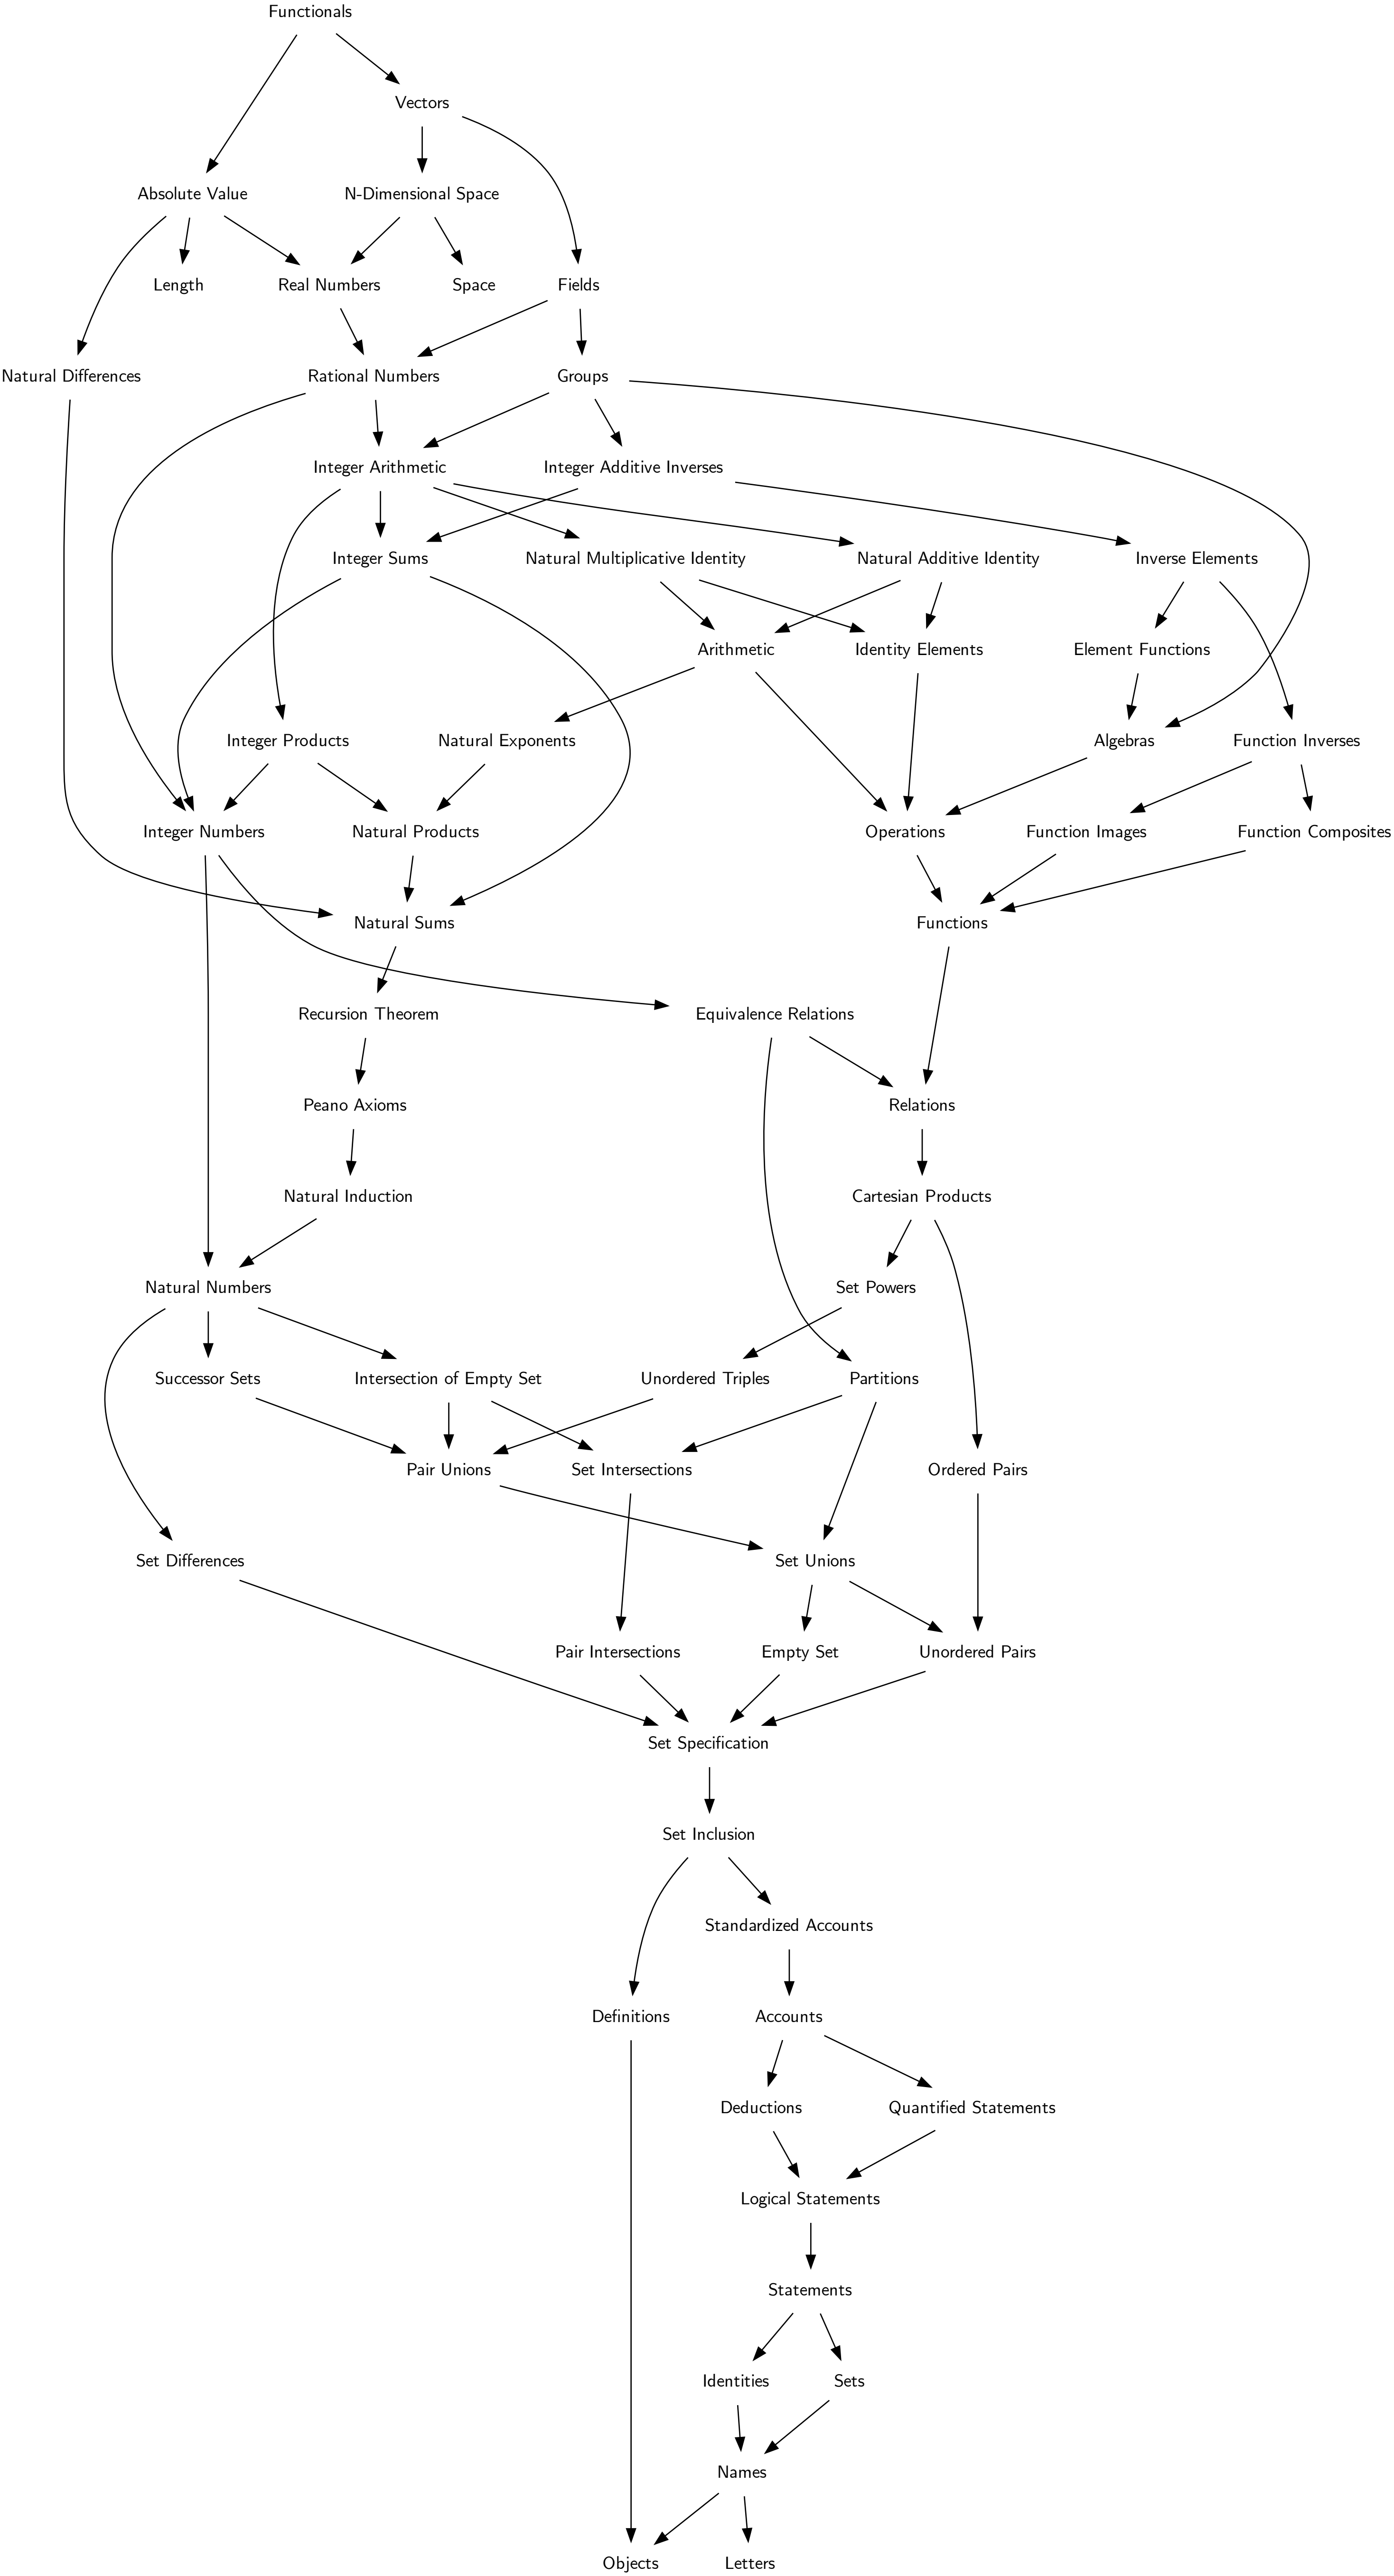 Functionals
Vectors
Absolute Value
N-Dimensional Space
Length
Real Numbers
Space
Fields
Natural Differences
Rational Numbers
Groups
Integer Arithmetic
Integer Additive Inverses
Integer Sums
Natural Multiplicative Identity
Natural Additive Identity
Inverse Elements
Arithmetic
Identity Elements
Element Functions
Integer Products
Natural Exponents
Algebras
Function Inverses
Integer Numbers
Natural Products
Operations
Function Images
Function Composites
Natural Sums
Functions
Recursion Theorem
Equivalence Relations
Peano Axioms
Relations
Natural Induction
Cartesian Products
Natural Numbers
Set Powers
Successor Sets
Intersection of Empty Set
Unordered Triples
Partitions
Pair Unions
Set Intersections
Ordered Pairs
Set Differences
Set Unions
Pair Intersections
Empty Set
Unordered Pairs
Set Specification
Set Inclusion
Standardized Accounts
Definitions
Accounts
Deductions
Quantified Statements
Logical Statements
Statements
Identities
Sets
Names
Objects
Letters